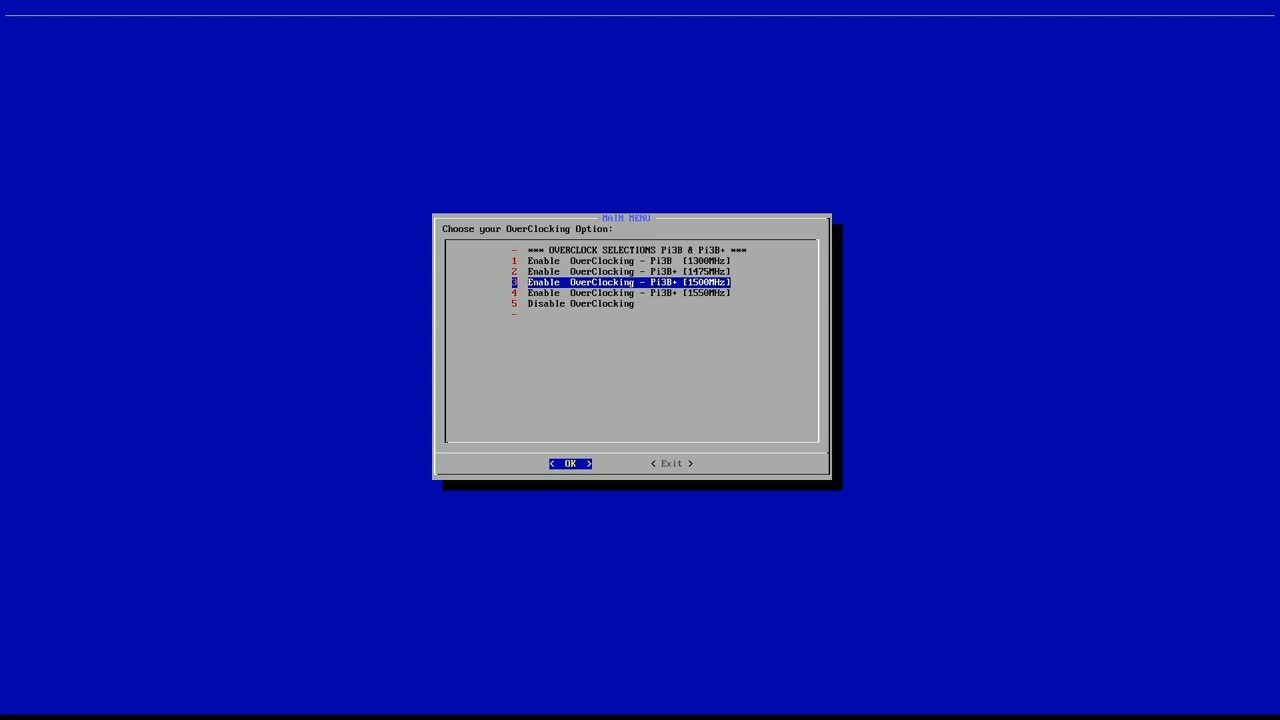 MAIN MENU
Choose your OverClocking Option:
- *** OVERCLOCK SELECTIONS Pi3B & Pi3B+ ***
1 Enable OverClocking - Pi3B [1300MHz]
2 Enable OverClocking - Pi3B+ [1475MHz]
3 Enable OverClocking - Pi3B+ [1500MHz]
4 Enable OverClocking - Pi3B+ [1550MHz]
5 Disable OverClocking
-
< OK > < Exit >